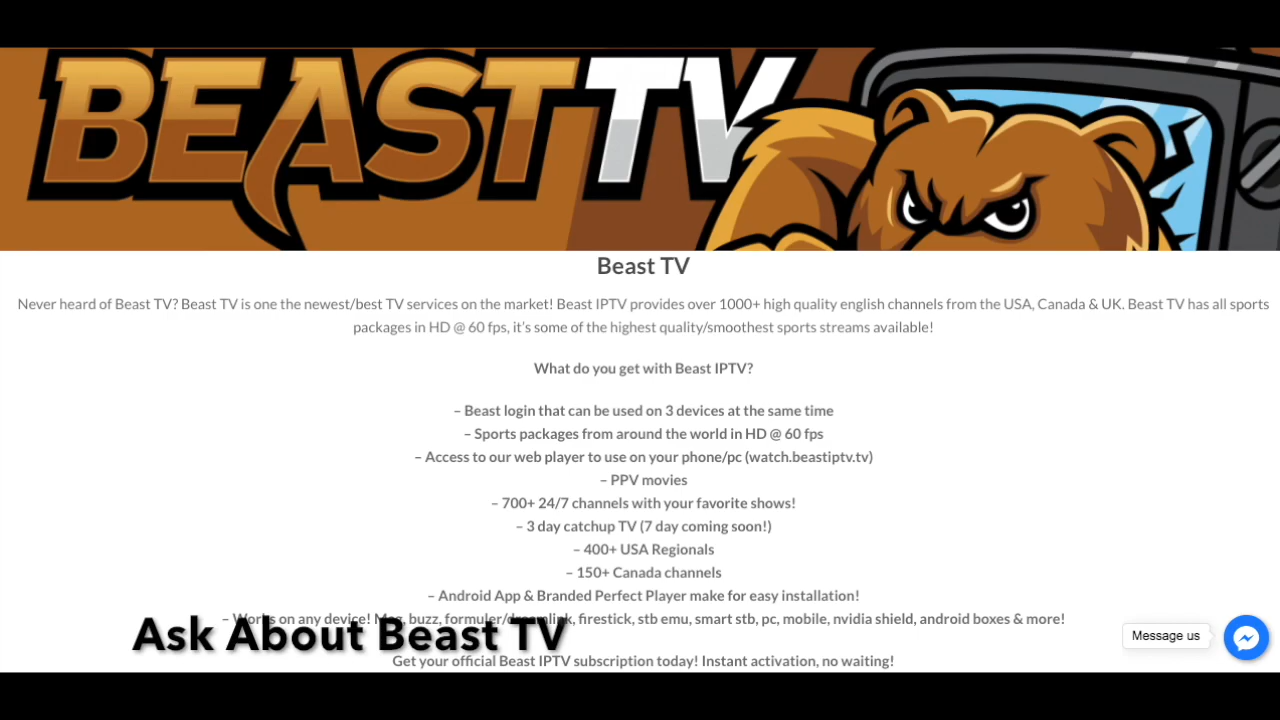 BEAST TV
Beast TV
Never heard of Beast TV? Beast TV is one the newest/best TV services on the market! Beast IPTV provides over 1000+ high quality english channels from the USA, Canada & UK. Beast TV has all sports
packages in HD @ 60 fps, it's some of the highest quality/smoothest sports streams available!
What do you get with Beast IPTV?
– Beast login that can be used on 3 devices at the same time
– Sports packages from around the world in HD @ 60 fps
– Access to our web player to use on your phone/pc (watch.beastiptv.tv)
– PPV movies
– 700+ 24/7 channels with your favorite shows!
– 3 day catchup TV (7 day coming soon!)
– 400+ USA Regionals
– 150+ Canada channels
– Android App & Branded Perfect Player make for easy installation!
– Works on any device! Mag, buzz, formuler/dreamlink, firestick, stb emu, smart stb, pc, mobile, nvidia shield, android boxes & more!
Ask About Beast TV
Message us
Get your official Beast IPTV subscription today! Instant activation, no waiting!